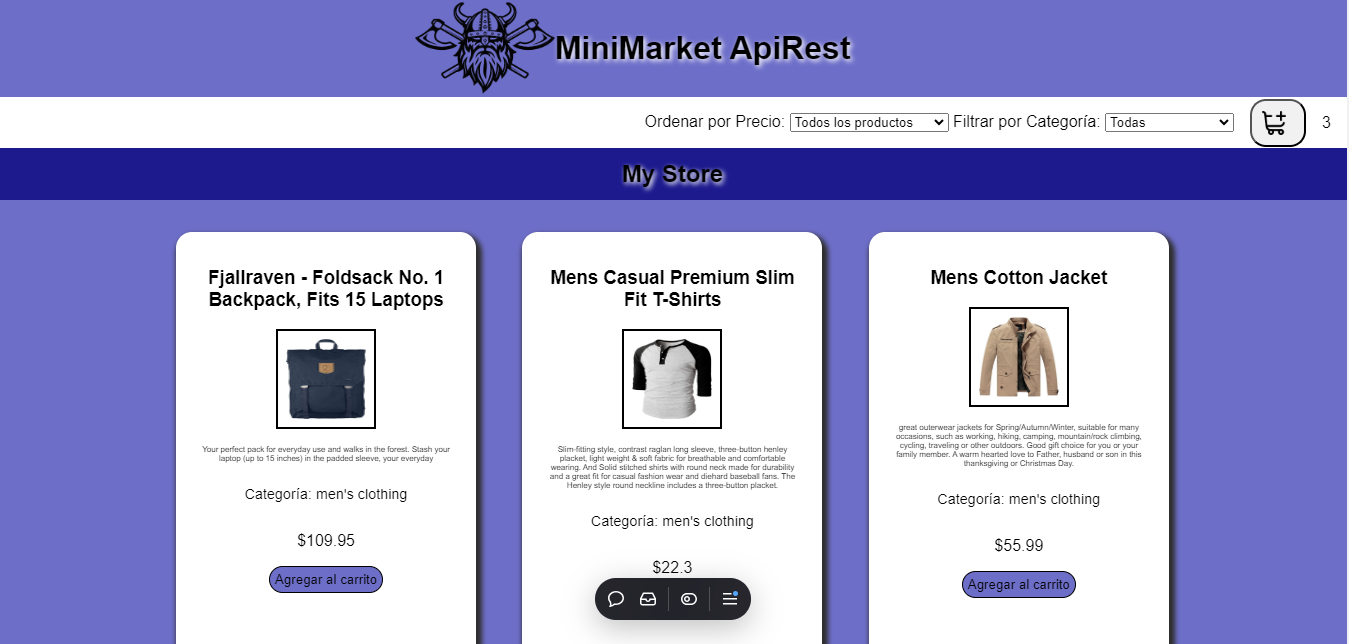 MiniMarket ApiRest
Ordenar por Precio: Todos los productos Filtrar por Categoría: Todas 3
My Store
Fjallraven - Foldsack No. 1
Backpack, Fits 15 Laptops
Your perfect pack for everyday use and walks in the forest. Stash your
laptop (up to 15 inches) in the padded sleeve, your everyday
Categoría: men's clothing
$109.95
Agregar al carrito
Mens Casual Premium Slim
Fit T-Shirts
Slim-fitting style, contrast raglan long sleeve, three-button henley
placket, light weight & soft fabric for breathable and comfortable
wearing. And Solid stitched shirts with round neck made for durability
and a great fit for casual fashion wear and diehard baseball fans. The
Henley style round neckline includes a three-button placket.
Categoría: men's clothing
$22.3
Mens Cotton Jacket
great outerwear jackets for Spring/Autumn/Winter, suitable for many
occasions, such as working, hiking, camping, mountain/rock climbing,
cycling, traveling or other outdoors. Good gift choice for you or your
family member. A warm hearted love to Father, husband or son in this
thanksgiving or Christmas Day.
Categoría: men's clothing
$55.99
Agregar al carrito